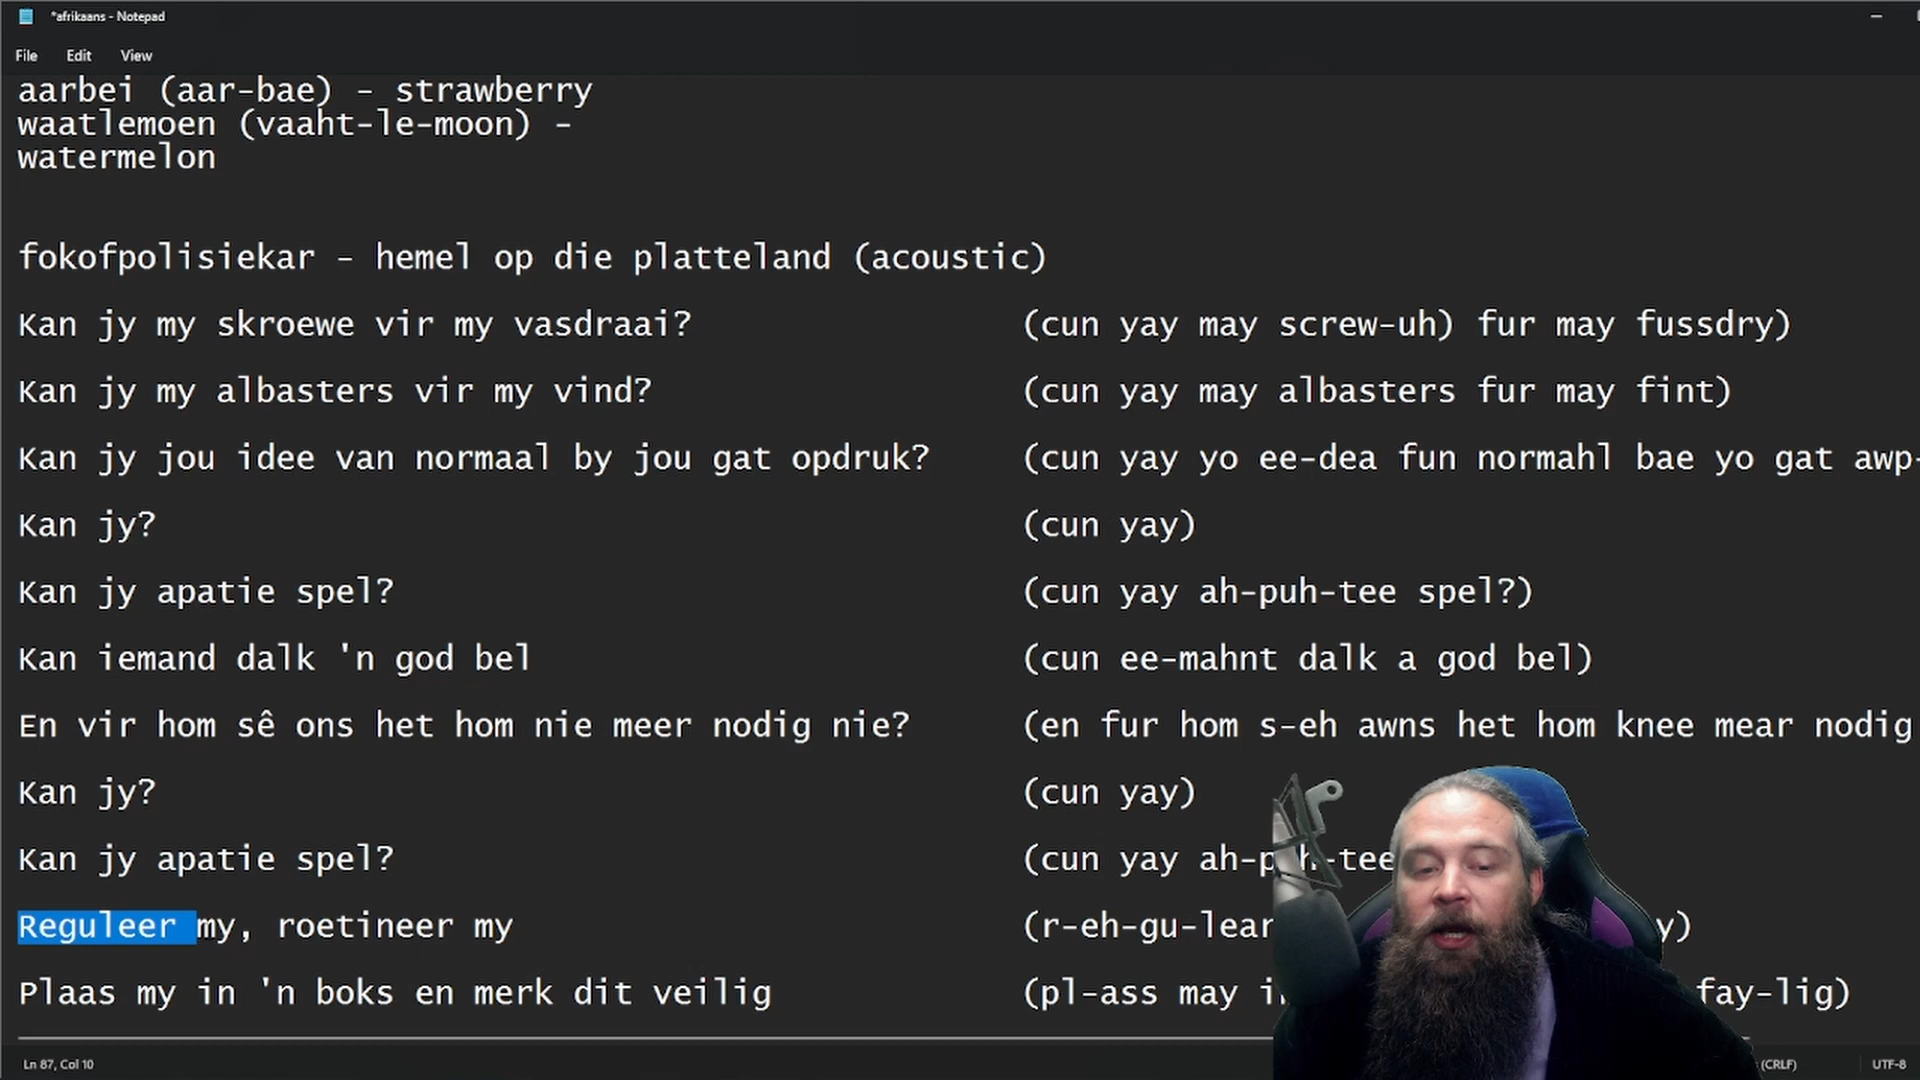 *afrikaans - Notepad
File Edit View
aarbei (aar-bae) - strawberry
waatlemoen (vaaht-le-moon) -
watermelon
fokofpolisiekar - hemel op die platteland (acoustic)
Kan jy my skroewe vir my vasdraai? (cun yay may screw-uh) fur may fussdry)
Kan jy my albasters vir my vind? (cun yay may albasters fur may fint)
Kan jy jou idee van normaal by jou gat opdruk? (cun yay yo ee-dea fun normahl bae yo gat awp-
Kan jy? (cun yay)
Kan jy apatie spel? (cun yay ah-puh-tee spel?)
Kan iemand dalk 'n god bel (cun ee-mahnt dalk a god bel)
En vir hom sê ons het hom nie meer nodig nie? (en fur hom s-eh awns het hom knee mear nodig
Kan jy? (cun yay)
Kan jy apatie spel? (cun yay ah-puh-tee
Reguleer my, roetineer my (r-eh-gu-lear y)
Plaas my in 'n boks en merk dit veilig (pl-ass may i fay-lig)
Ln 87, Col 10 (CRLF) UTF-8